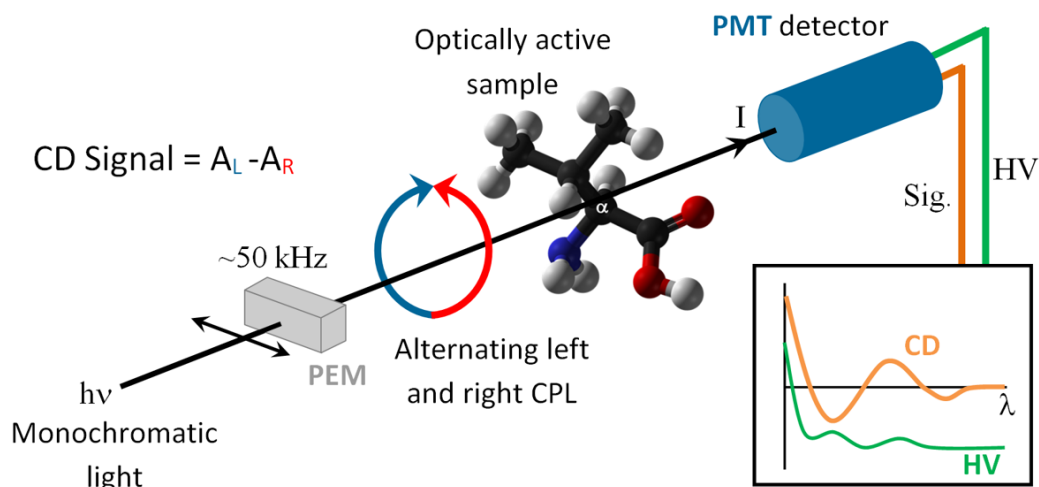 Optically active
sample
PMT detector
CD Signal = AL -AR
I
HV
Sig.
α
~50 kHz
PEM
Alternating left
and right CPL
hν
Monochromatic
light
CD
λ
HV